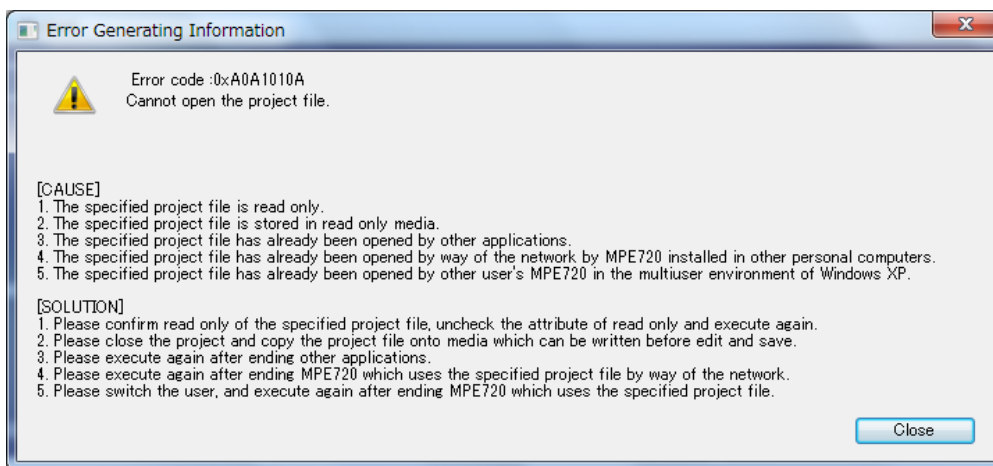 Error Generating Information
Error code :0xA0A1010A
Cannot open the project file.
[CAUSE]
1. The specified project file is read only.
2. The specified project file is stored in read only media.
3. The specified project file has already been opened by other applications.
4. The specified project file has already been opened by way of the network by MPE720 installed in other personal computers.
5. The specified project file has already been opened by other user's MPE720 in the multiuser environment of Windows XP.
[SOLUTION]
1. Please confirm read only of the specified project file, uncheck the attribute of read only and execute again.
2. Please close the project and copy the project file onto media which can be written before edit and save.
3. Please execute again after ending other applications.
4. Please execute again after ending MPE720 which uses the specified project file by way of the network.
5. Please switch the user, and execute again after ending MPE720 which uses the specified project file.
Close